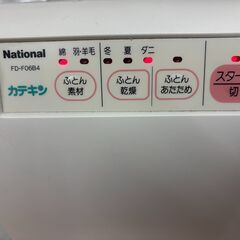 National
FD-F06B4
カテキン
綿 羽・羊毛 冬 夏 ダニ
ふとん
素材
ふとん
乾燥
ふとん
あたため
スター
切